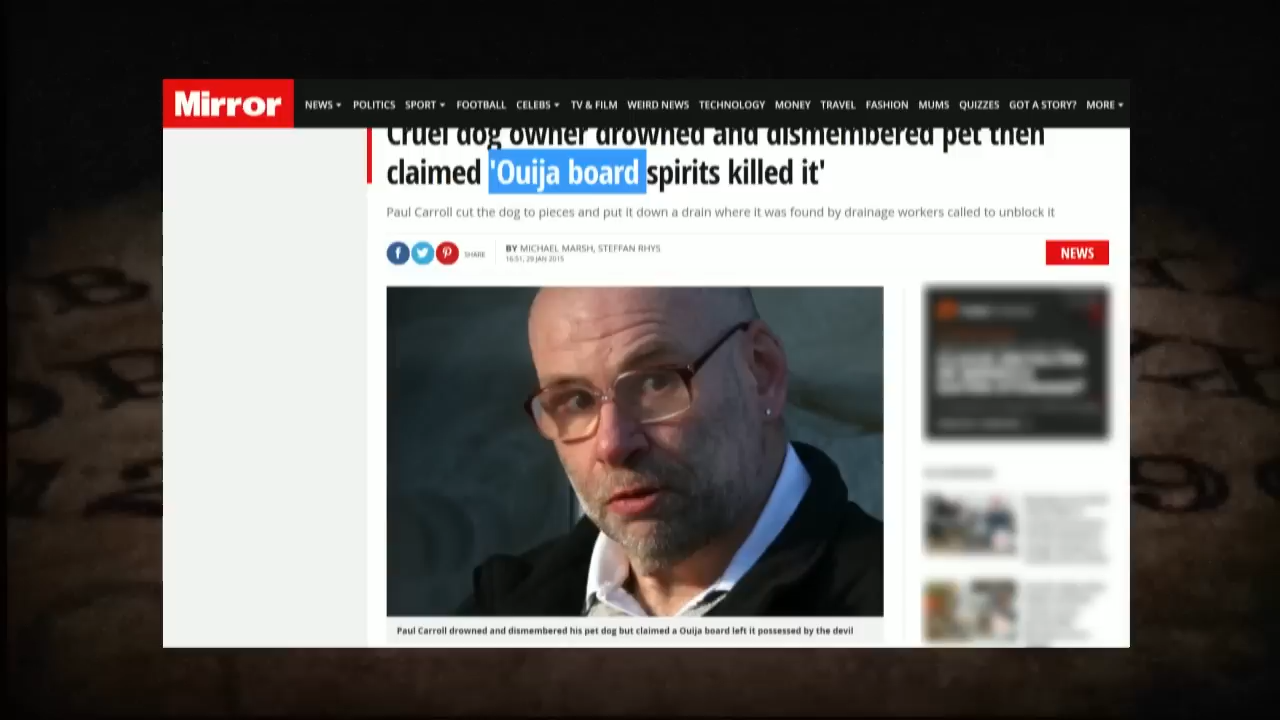 Mirror
NEWS POLITICS SPORT FOOTBALL CELEBS TV & FILM WEIRD NEWS TECHNOLOGY MONEY TRAVEL FASHION MUMS QUIZZES GOT A STORY? MORE
Cruel dog owner drowned and dismembered pet then
claimed 'Ouija board spirits killed it'
Paul Carroll cut the dog to pieces and put it down a drain where it was found by drainage workers called to unblock it
SHARE
BY MICHAEL MARSH, STEFFAN RHYS
16:51, 29 JAN 2015
NEWS
Paul Carroll drowned and dismembered his pet dog but claimed a Ouija board left it possessed by the devil